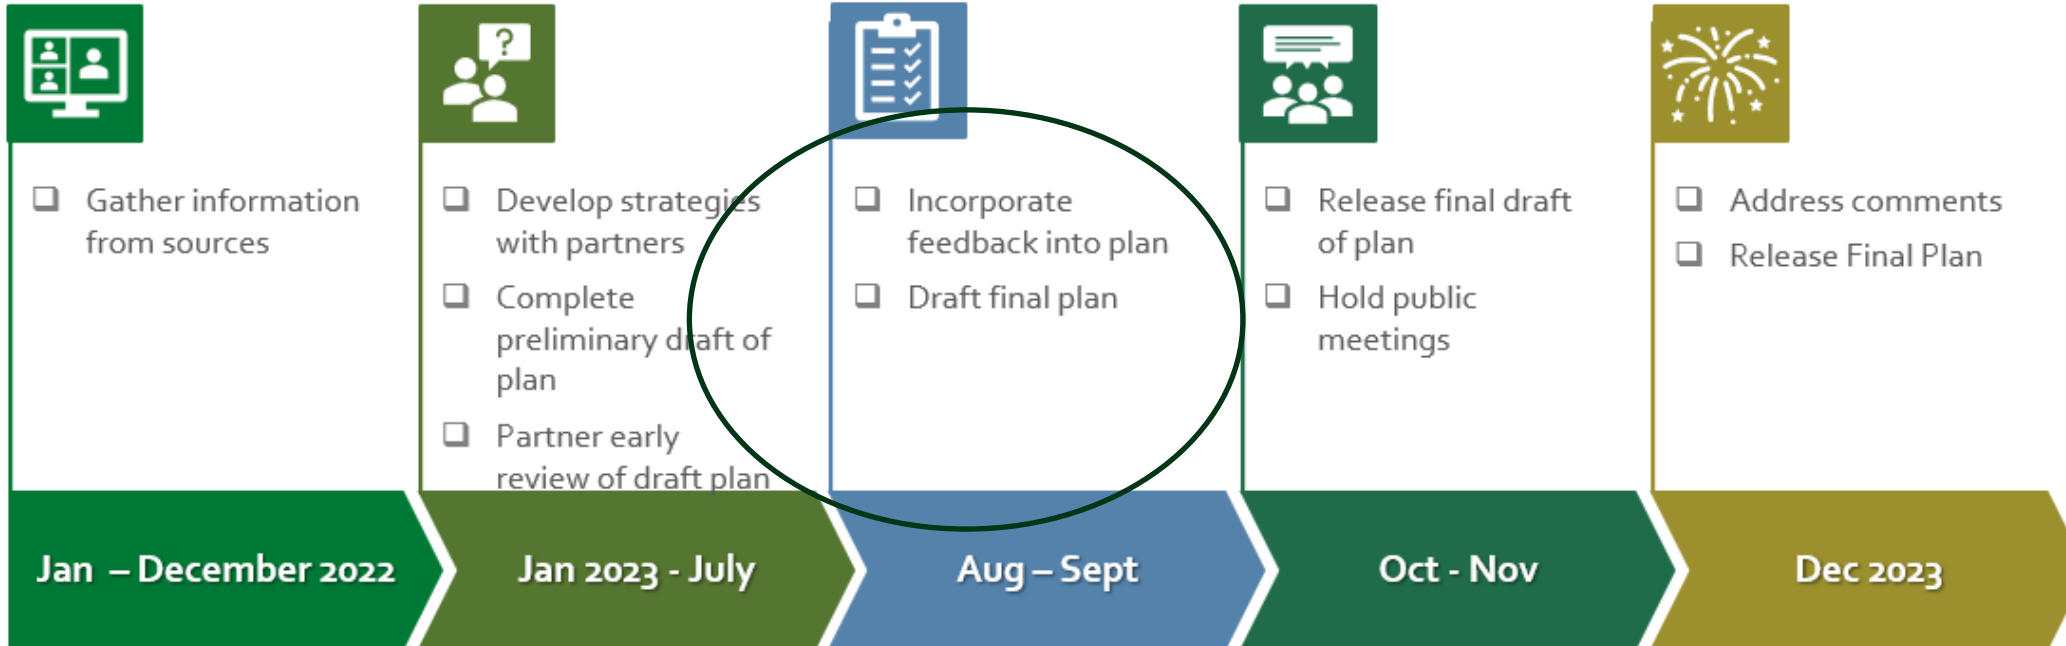 ?
Gather information
from sources
Develop strategies
with partners
Complete
preliminary draft of
plan
Partner early
review of draft plan
Incorporate
feedback into plan
Draft final plan
Release final draft
of plan
Hold public
meetings
Address comments
Release Final Plan
Jan – December 2022
Jan 2023 - July
Aug – Sept
Oct - Nov
Dec 2023